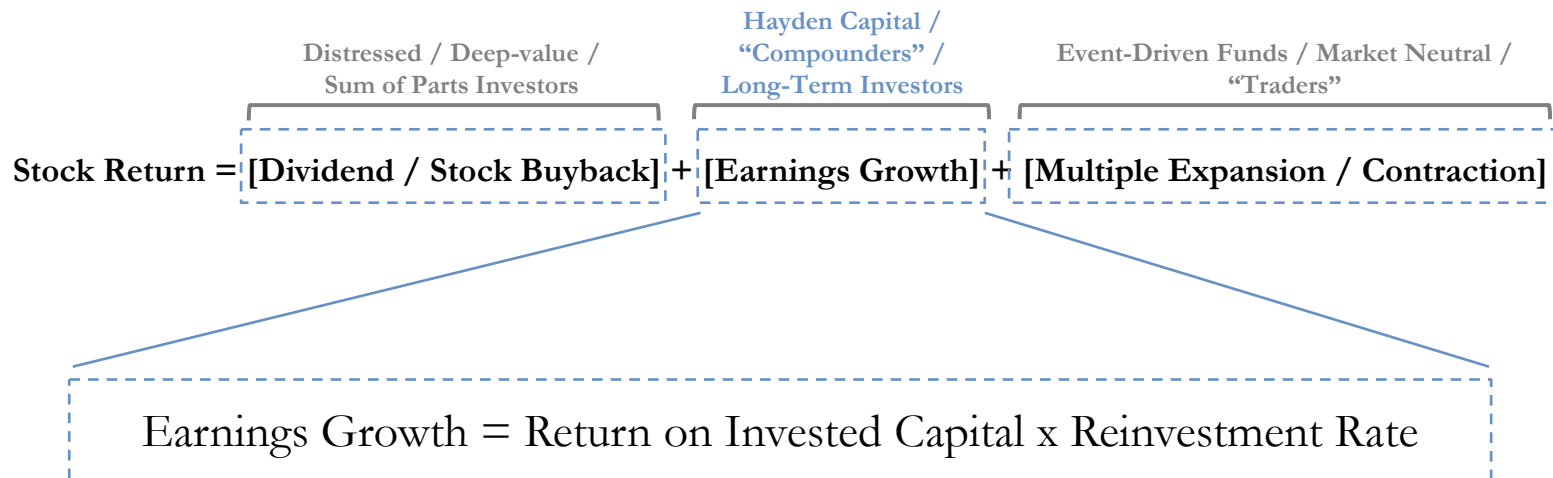 Distressed / Deep-value /
Sum of Parts Investors
Hayden Capital /
“Compounders” /
Long-Term Investors
Event-Driven Funds / Market Neutral /
“Traders”
Stock Return = [Dividend / Stock Buyback] + [Earnings Growth] + [Multiple Expansion / Contraction]
Earnings Growth = Return on Invested Capital x Reinvestment Rate